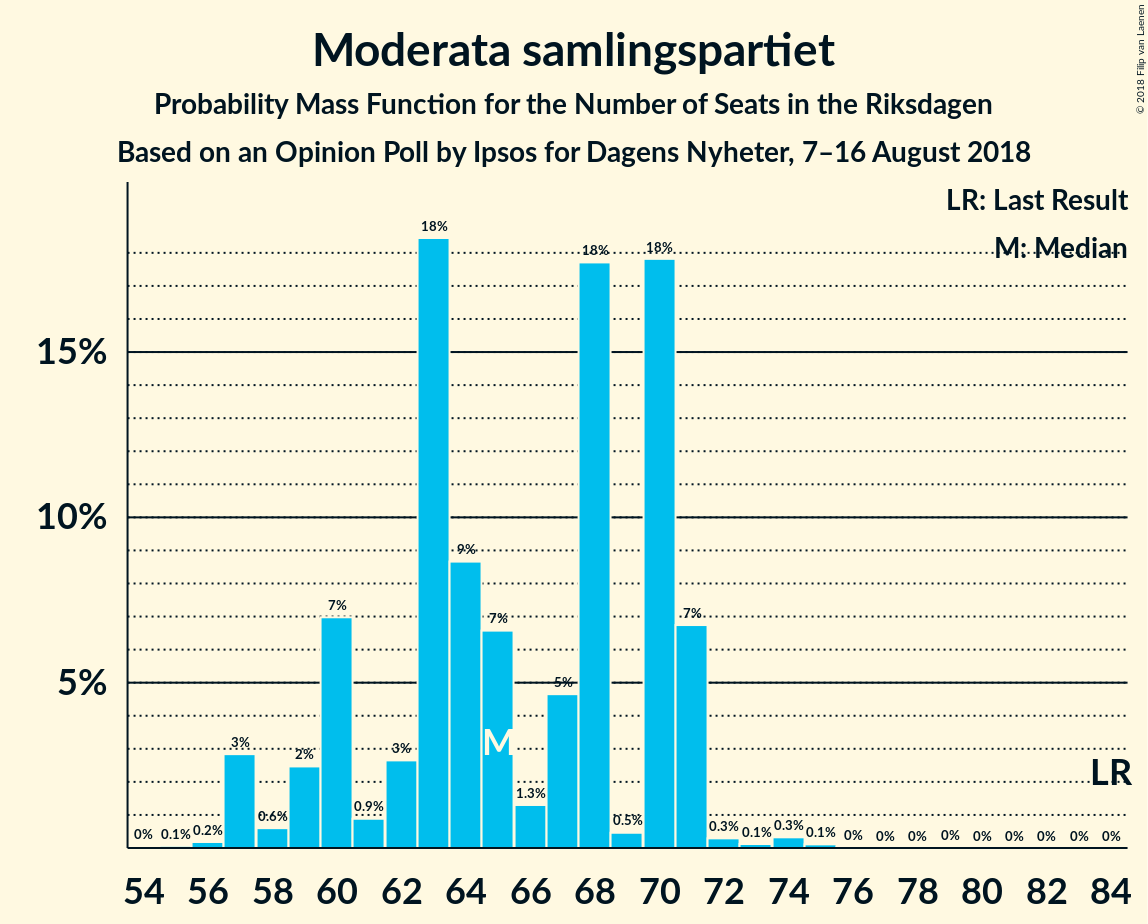 Moderata samlingspartiet
Probability Mass Function for the Number of Seats in the Riksdagen
Based on an Opinion Poll by Ipsos for Dagens Nyheter, 7–16 August 2018
© 2018 Filip van Laenen
LR: Last Result
M: Median
15%
10%
5%
0% 0.1% 0.2% 3% 0.6% 2% 7% 0.9% 3% 18% 9% 7% 1.3% 5% 18% 0.5% 18% 7% 0.3% 0.1% 0.3% 0.1% 0% 0% 0% 0% 0% 0% 0% 0% 0%
M
LR
54 56 58 60 62 64 66 68 70 72 74 76 78 80 82 84